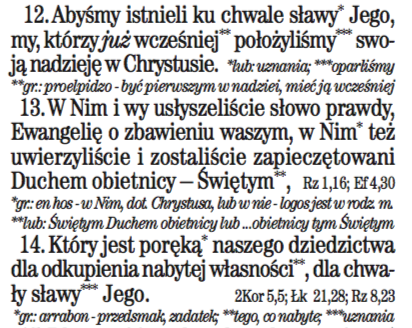 12. Abyśmy istnieli ku chwale sławy* Jego,
my, którzy już wcześniej** położyliśmy*** swo-
ją nadzieję w Chrystusie. *lub: uznania; ***oparliśmy
**gr.: proelpidzo - być pierwszym w nadziei, mieć ją wcześniej
13. W Nim i wy usłyszeliście słowo prawdy,
Ewangelię o zbawieniu waszym, w Nim* też
uwierzyliście i zostaliście zapieczętowani
Duchem obietnicy – Świętym**, Rz 1,16; Ef 4,30
*gr.: en hos - w Nim, dot. Chrystusa, lub w nie - logos jest w rodz. m.
**lub: Świętym Duchem obietnicy lub ...obietnicy tym Świętym
14. Który jest poręką* naszego dziedzictwa
dla odkupienia nabytej własności**, dla chwa-
ły sławy*** Jego. 2Kor 5,5; Łk 21,28; Rz 8,23
*gr.: arrabon - przedsmak, zadatek; **tego, co nabyte; ***uznania